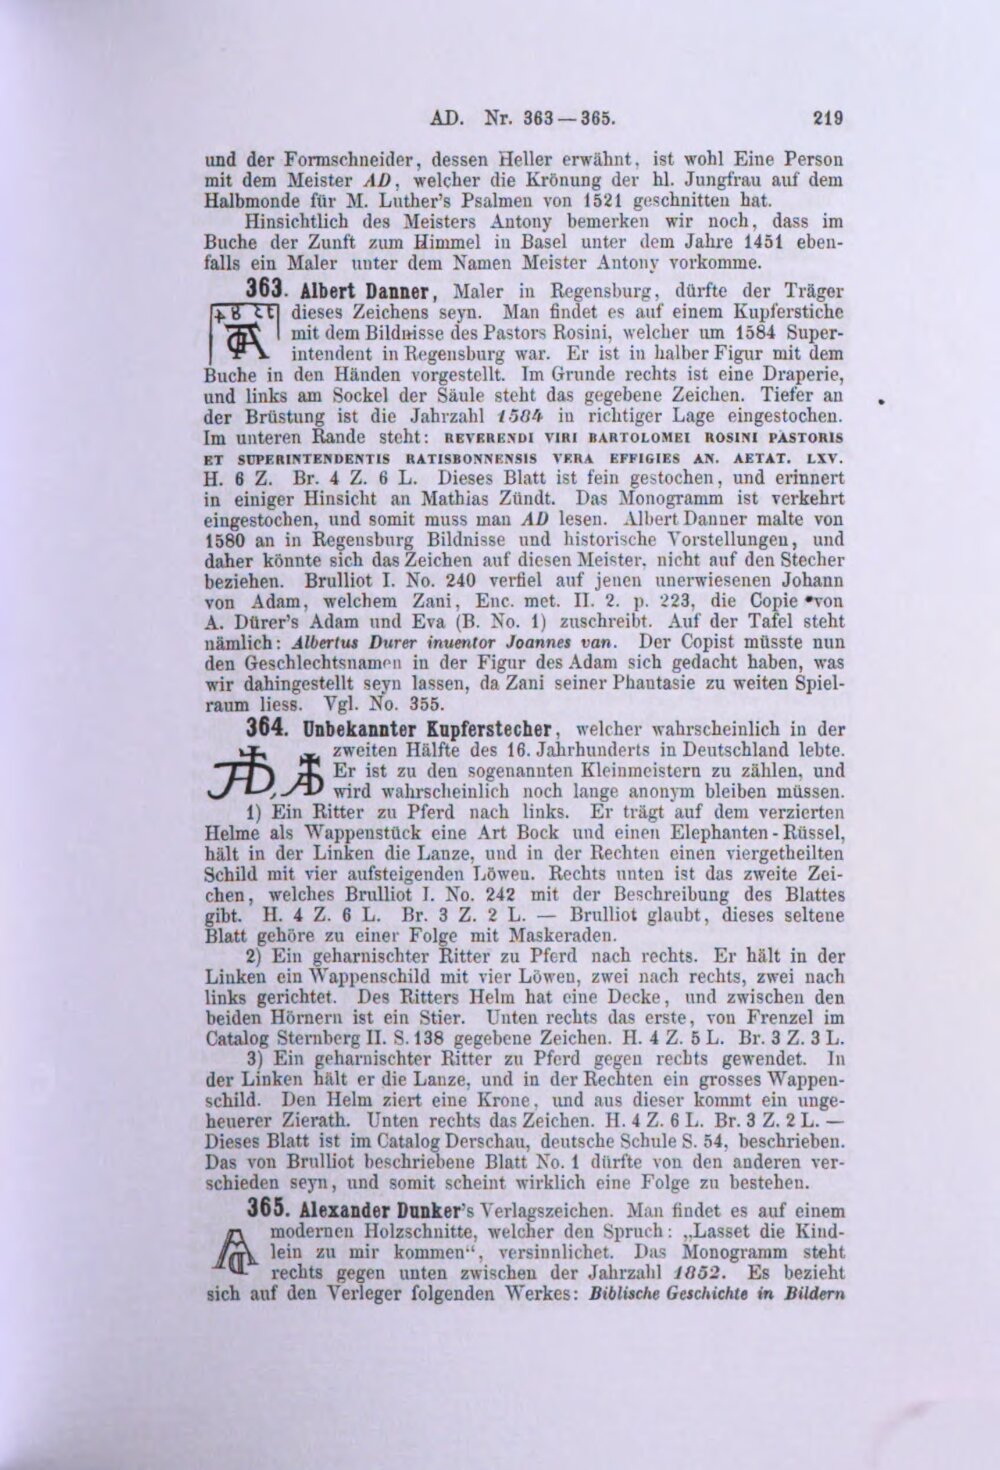 AD. Nr. 363—365. 219
und der Formschneider, dessen Heller erwähnt, ist wohl Eine Person
mit dem Meister AD, welcher die Krönung der hl. Jungfrau auf dem
Halbmonde für M. Luther's Psalmen von 1521 geschnitten hat.
Hinsichtlich des Meisters Antony bemerken wir noch, dass im
Buche der Zunft zum Himmel in Basel unter dem Jahre 1451 eben-
falls ein Maler unter dem Namen Meister Antony vorkomme.
363. Albert Danner, Maler in Regensburg, dürfte der Träger
dieses Zeichens seyn. Man findet es auf einem Kupferstiche
mit dem Bildnisse des Pastors Rosini, welcher um 1584 Super-
intendent in Regensburg war. Er ist in halber Figur mit dem
Buche in den Händen vorgestellt. Im Grunde rechts ist eine Draperie,
und links am Sockel der Säule steht das gegebene Zeichen. Tiefer an
der Brüstung ist die Jahrzahl 1584 in richtiger Lage eingestochen.
Im unteren Rande steht: REVERENDI VIRI BARTOLOMEI ROSINI PASTORIS
ET SUPERINTENDENTIS RATISBONNENSIS VERA EFFIGIES AN. AETAT. LXV.
H. 6 Z. Br. 4 Z. 6 L. Dieses Blatt ist fein gestochen, und erinnert
in einiger Hinsicht an Mathias Zündt. Das Monogramm ist verkehrt
eingestochen, und somit muss man AD lesen. Albert Danner malte von
1580 an in Regensburg Bildnisse und historische Vorstellungen, und
daher könnte sich das Zeichen auf diesen Meister, nicht auf den Stecher
beziehen. Brulliot I. No. 240 verfiel auf jenen unerwiesenen Johann
von Adam, welchem Zani, Enc. met. II. 2. p. 223, die Copie von
A. Dürer's Adam und Eva (B. No. 1) zuschreibt. Auf der Tafel steht
nämlich: Albertus Durer inuentor Joannes van. Der Copist müsste nun
den Geschlechtsnamen in der Figur des Adam sich gedacht haben, was
wir dahingestellt seyn lassen, da Zani seiner Phantasie zu weiten Spiel-
raum liess. Vgl. No. 355.
364. Unbekannter Kupferstecher, welcher wahrscheinlich in der
zweiten Hälfte des 16. Jahrhunderts in Deutschland lebte.
Er ist zu den sogenannten Kleinmeistern zu zählen, und
wird wahrscheinlich noch lange anonym bleiben müssen.
1) Ein Ritter zu Pferd nach links. Er trägt auf dem verzierten
Helme als Wappenstück eine Art Bock und einen Elephanten-Rüssel,
hält in der Linken die Lanze, und in der Rechten einen viergetheilten
Schild mit vier aufsteigenden Löwen. Rechts unten ist das zweite Zei-
chen, welches Brulliot I. No. 242 mit der Beschreibung des Blattes
gibt. H. 4 Z. 6 L. Br. 3 Z. 2 L. — Brulliot glaubt, dieses seltene
Blatt gehöre zu einer Folge mit Maskeraden.
2) Ein geharnischter Ritter zu Pferd nach rechts. Er hält in der
Linken ein Wappenschild mit vier Löwen, zwei nach rechts, zwei nach
links gerichtet. Des Ritters Helm hat eine Decke, und zwischen den
beiden Hörnern ist ein Stier. Unten rechts das erste, von Frenzel im
Catalog Sternberg II. S. 138 gegebene Zeichen. H. 4 Z. 5 L. Br. 3 Z. 3 L.
3) Ein geharnischter Ritter zu Pferd gegen rechts gewendet. In
der Linken hält er die Lanze, und in der Rechten ein grosses Wappen-
schild. Den Helm ziert eine Krone, und aus dieser kommt ein unge-
heuerer Zierath. Unten rechts das Zeichen. H. 4 Z. 6 L. Br. 3 Z. 2 L. —
Dieses Blatt ist im Catalog Derschau, deutsche Schule S. 54, beschrieben.
Das von Brulliot beschriebene Blatt No. 1 dürfte von den anderen ver-
schieden seyn, und somit scheint wirklich eine Folge zu bestehen.
365. Alexander Dunker's Verlagszeichen. Man findet es auf einem
modernen Holzschnitte, welcher den Spruch: „Lasset die Kind-
lein zu mir kommen“, versinnlichet. Das Monogramm steht
rechts gegen unten zwischen der Jahrzahl 1852. Es bezieht
sich auf den Verleger folgenden Werkes: Biblische Geschichte in Bildern